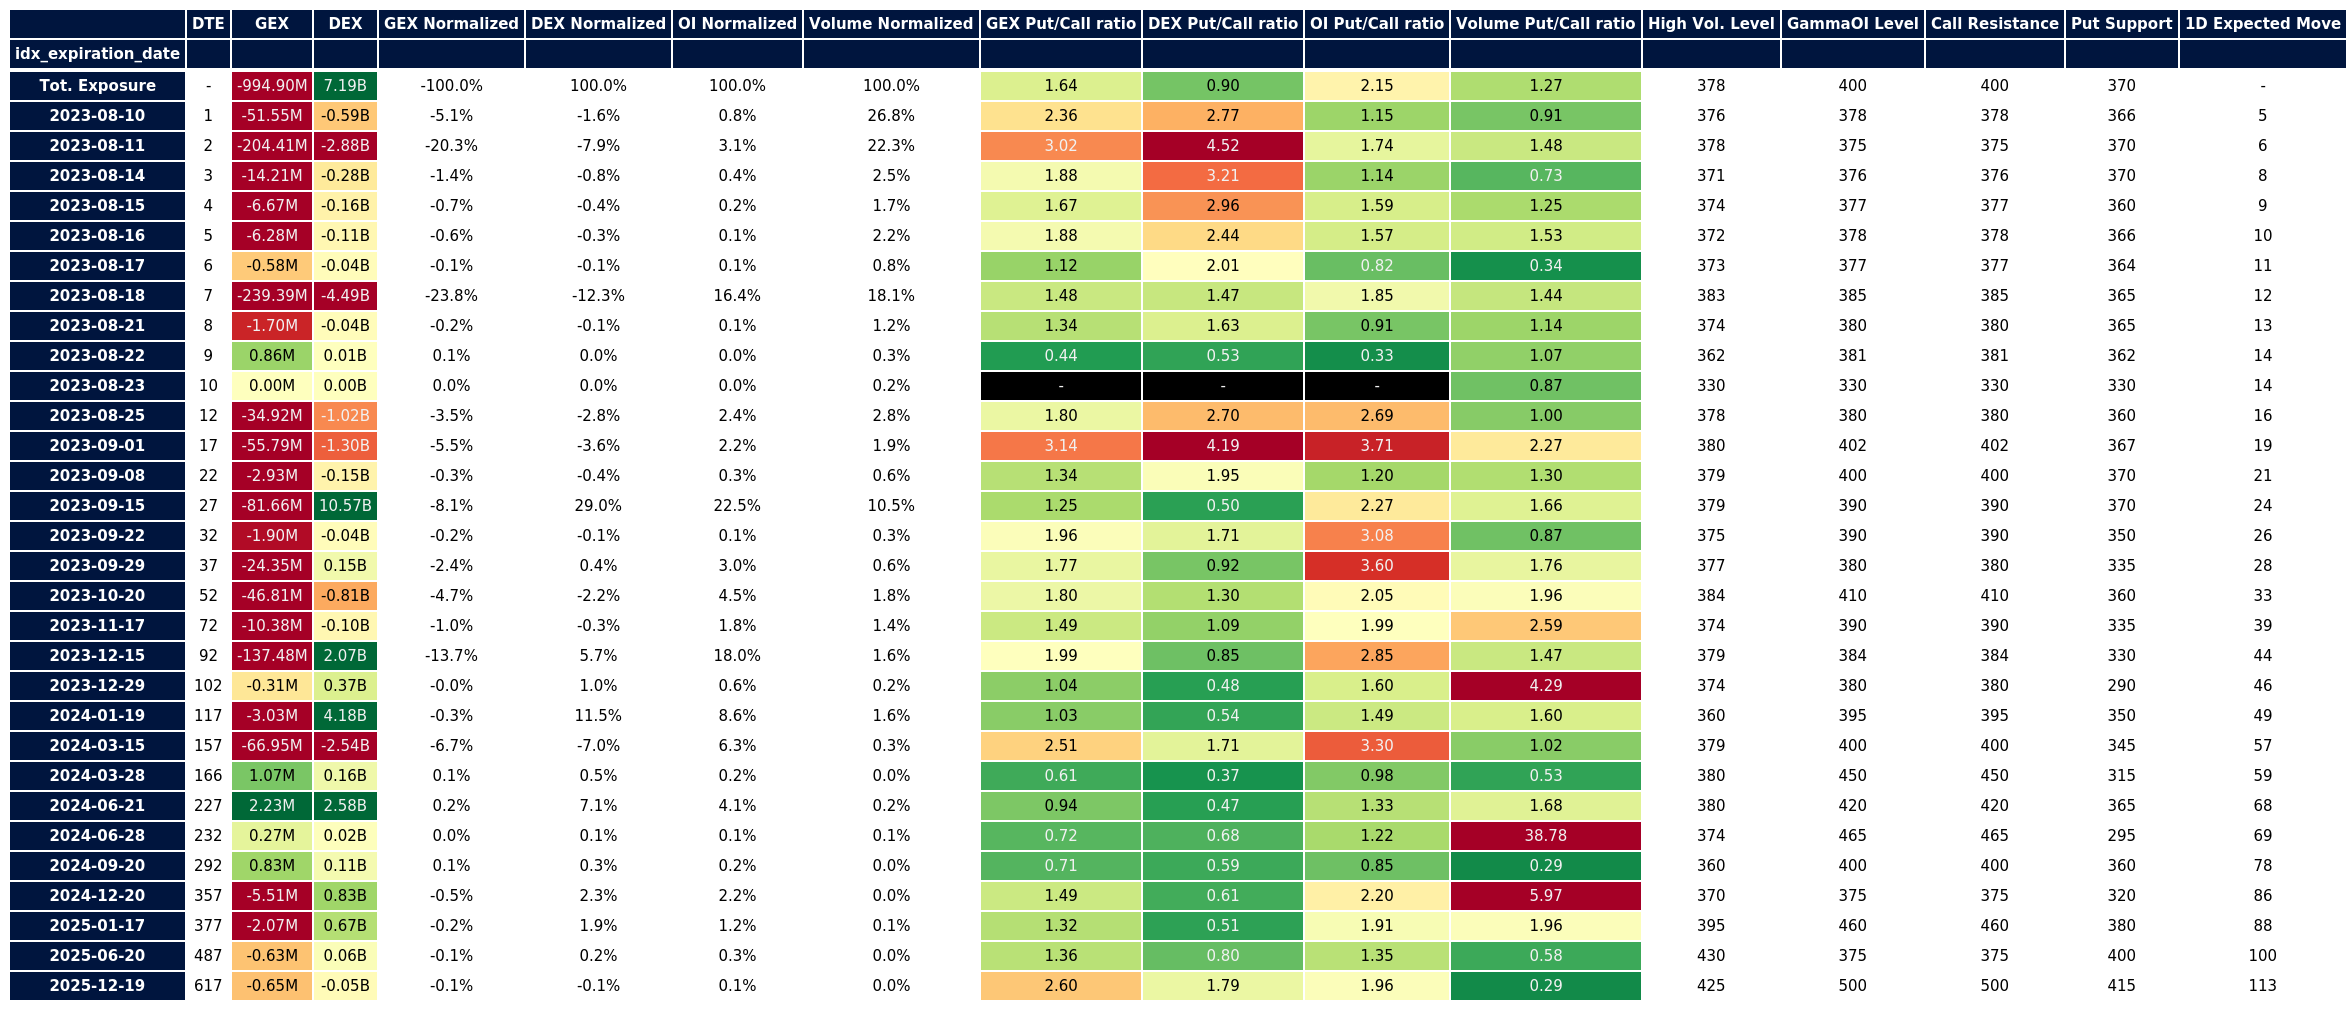 DTE GEX DEX GEX Normalized DEX Normalized OI Normalized Volume Normalized GEX Put/Call ratio DEX Put/Call ratio OI Put/Call ratio Volume Put/Call ratio High Vol. Level GammaOI Level Call Resistance Put Support 1D Expected Move
idx_expiration_date
Tot. Exposure - -994.90M 7.19B -100.0% 100.0% 100.0% 100.0% 1.64 0.90 2.15 1.27 378 400 400 370 -
2023-08-10 1 -51.55M -0.59B -5.1% -1.6% 0.8% 26.8% 2.36 2.77 1.15 0.91 376 378 378 366 5
2023-08-11 2 -204.41M -2.88B -20.3% -7.9% 3.1% 22.3% 3.02 4.52 1.74 1.48 378 375 375 370 6
2023-08-14 3 -14.21M -0.28B -1.4% -0.8% 0.4% 2.5% 1.88 3.21 1.14 0.73 371 376 376 370 8
2023-08-15 4 -6.67M -0.16B -0.7% -0.4% 0.2% 1.7% 1.67 2.96 1.59 1.25 374 377 377 360 9
2023-08-16 5 -6.28M -0.11B -0.6% -0.3% 0.1% 2.2% 1.88 2.44 1.57 1.53 372 378 378 366 10
2023-08-17 6 -0.58M -0.04B -0.1% -0.1% 0.1% 0.8% 1.12 2.01 0.82 0.34 373 377 377 364 11
2023-08-18 7 -239.39M -4.49B -23.8% -12.3% 16.4% 18.1% 1.48 1.47 1.85 1.44 383 385 385 365 12
2023-08-21 8 -1.70M -0.04B -0.2% -0.1% 0.1% 1.2% 1.34 1.63 0.91 1.14 374 380 380 365 13
2023-08-22 9 0.86M 0.01B 0.1% 0.0% 0.0% 0.3% 0.44 0.53 0.33 1.07 362 381 381 362 14
2023-08-23 10 0.00M 0.00B 0.0% 0.0% 0.0% 0.2% - - - 0.87 330 330 330 330 14
2023-08-25 12 -34.92M -1.02B -3.5% -2.8% 2.4% 2.8% 1.80 2.70 2.69 1.00 378 380 380 360 16
2023-09-01 17 -55.79M -1.30B -5.5% -3.6% 2.2% 1.9% 3.14 4.19 3.71 2.27 380 402 402 367 19
2023-09-08 22 -2.93M -0.15B -0.3% -0.4% 0.3% 0.6% 1.34 1.95 1.20 1.30 379 400 400 370 21
2023-09-15 27 -81.66M 10.57B -8.1% 29.0% 22.5% 10.5% 1.25 0.50 2.27 1.66 379 390 390 370 24
2023-09-22 32 -1.90M -0.04B -0.2% -0.1% 0.1% 0.3% 1.96 1.71 3.08 0.87 375 390 390 350 26
2023-09-29 37 -24.35M 0.15B -2.4% 0.4% 3.0% 0.6% 1.77 0.92 3.60 1.76 377 380 380 335 28
2023-10-20 52 -46.81M -0.81B -4.7% -2.2% 4.5% 1.8% 1.80 1.30 2.05 1.96 384 410 410 360 33
2023-11-17 72 -10.38M -0.10B -1.0% -0.3% 1.8% 1.4% 1.49 1.09 1.99 2.59 374 390 390 335 39
2023-12-15 92 -137.48M 2.07B -13.7% 5.7% 18.0% 1.6% 1.99 0.85 2.85 1.47 379 384 384 330 44
2023-12-29 102 -0.31M 0.37B -0.0% 1.0% 0.6% 0.2% 1.04 0.48 1.60 4.29 374 380 380 290 46
2024-01-19 117 -3.03M 4.18B -0.3% 11.5% 8.6% 1.6% 1.03 0.54 1.49 1.60 360 395 395 350 49
2024-03-15 157 -66.95M -2.54B -6.7% -7.0% 6.3% 0.3% 2.51 1.71 3.30 1.02 379 400 400 345 57
2024-03-28 166 1.07M 0.16B 0.1% 0.5% 0.2% 0.0% 0.61 0.37 0.98 0.53 380 450 450 315 59
2024-06-21 227 2.23M 2.58B 0.2% 7.1% 4.1% 0.2% 0.94 0.47 1.33 1.68 380 420 420 365 68
2024-06-28 232 0.27M 0.02B 0.0% 0.1% 0.1% 0.1% 0.72 0.68 1.22 38.78 374 465 465 295 69
2024-09-20 292 0.83M 0.11B 0.1% 0.3% 0.2% 0.0% 0.71 0.59 0.85 0.29 360 400 400 360 78
2024-12-20 357 -5.51M 0.83B -0.5% 2.3% 2.2% 0.0% 1.49 0.61 2.20 5.97 370 375 375 320 86
2025-01-17 377 -2.07M 0.67B -0.2% 1.9% 1.2% 0.1% 1.32 0.51 1.91 1.96 395 460 460 380 88
2025-06-20 487 -0.63M 0.06B -0.1% 0.2% 0.3% 0.0% 1.36 0.80 1.35 0.58 430 375 375 400 100
2025-12-19 617 -0.65M -0.05B -0.1% -0.1% 0.1% 0.0% 2.60 1.79 1.96 0.29 425 500 500 415 113